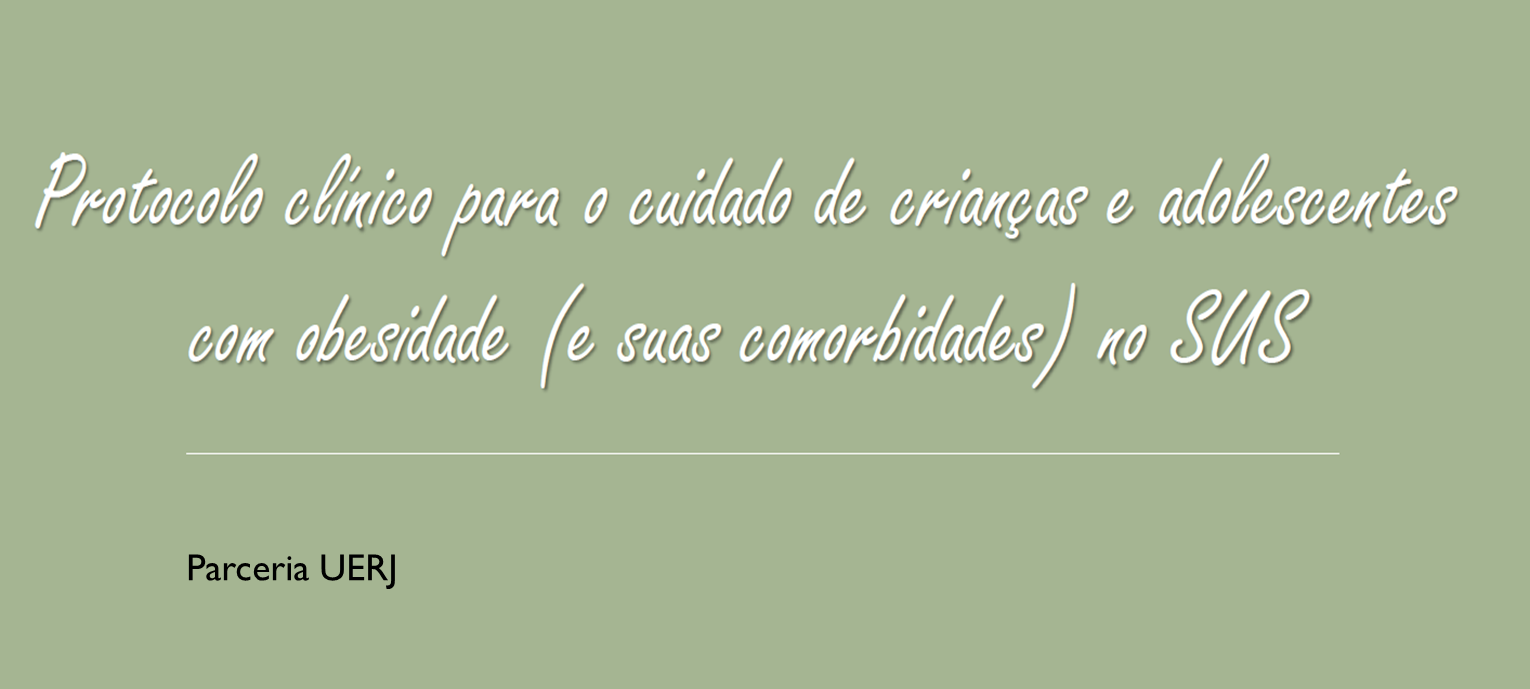 Protocolo clínico para o cuidado de crianças e adolescentes
com obesidade (e suas comorbidades) no SUS
Parceria UERJ